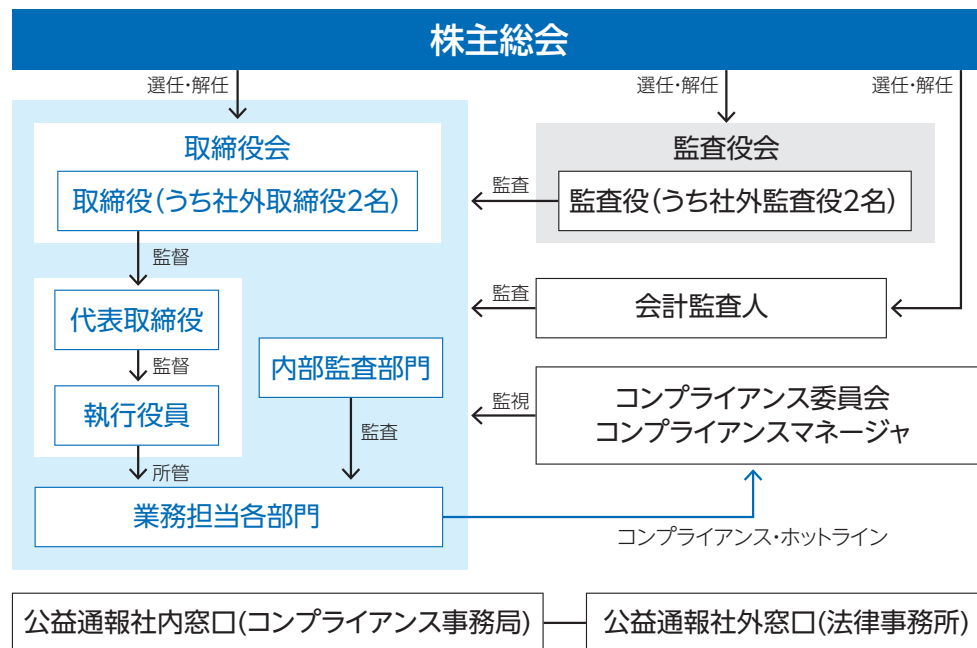 株主総会
選任・解任
選任・解任
選任・解任
取締役会
取締役(うち社外取締役2名)
監査役会
監査役(うち社外監査役2名)
監査
監督
代表取締役
監督
執行役員
所管
内部監査部門
監査
業務担当各部門
監査
会計監査人
監視
コンプライアンス委員会
コンプライアンスマネージャ
コンプライアンス・ホットライン
公益通報社内窓口(コンプライアンス事務局)
公益通報社外窓口(法律事務所)